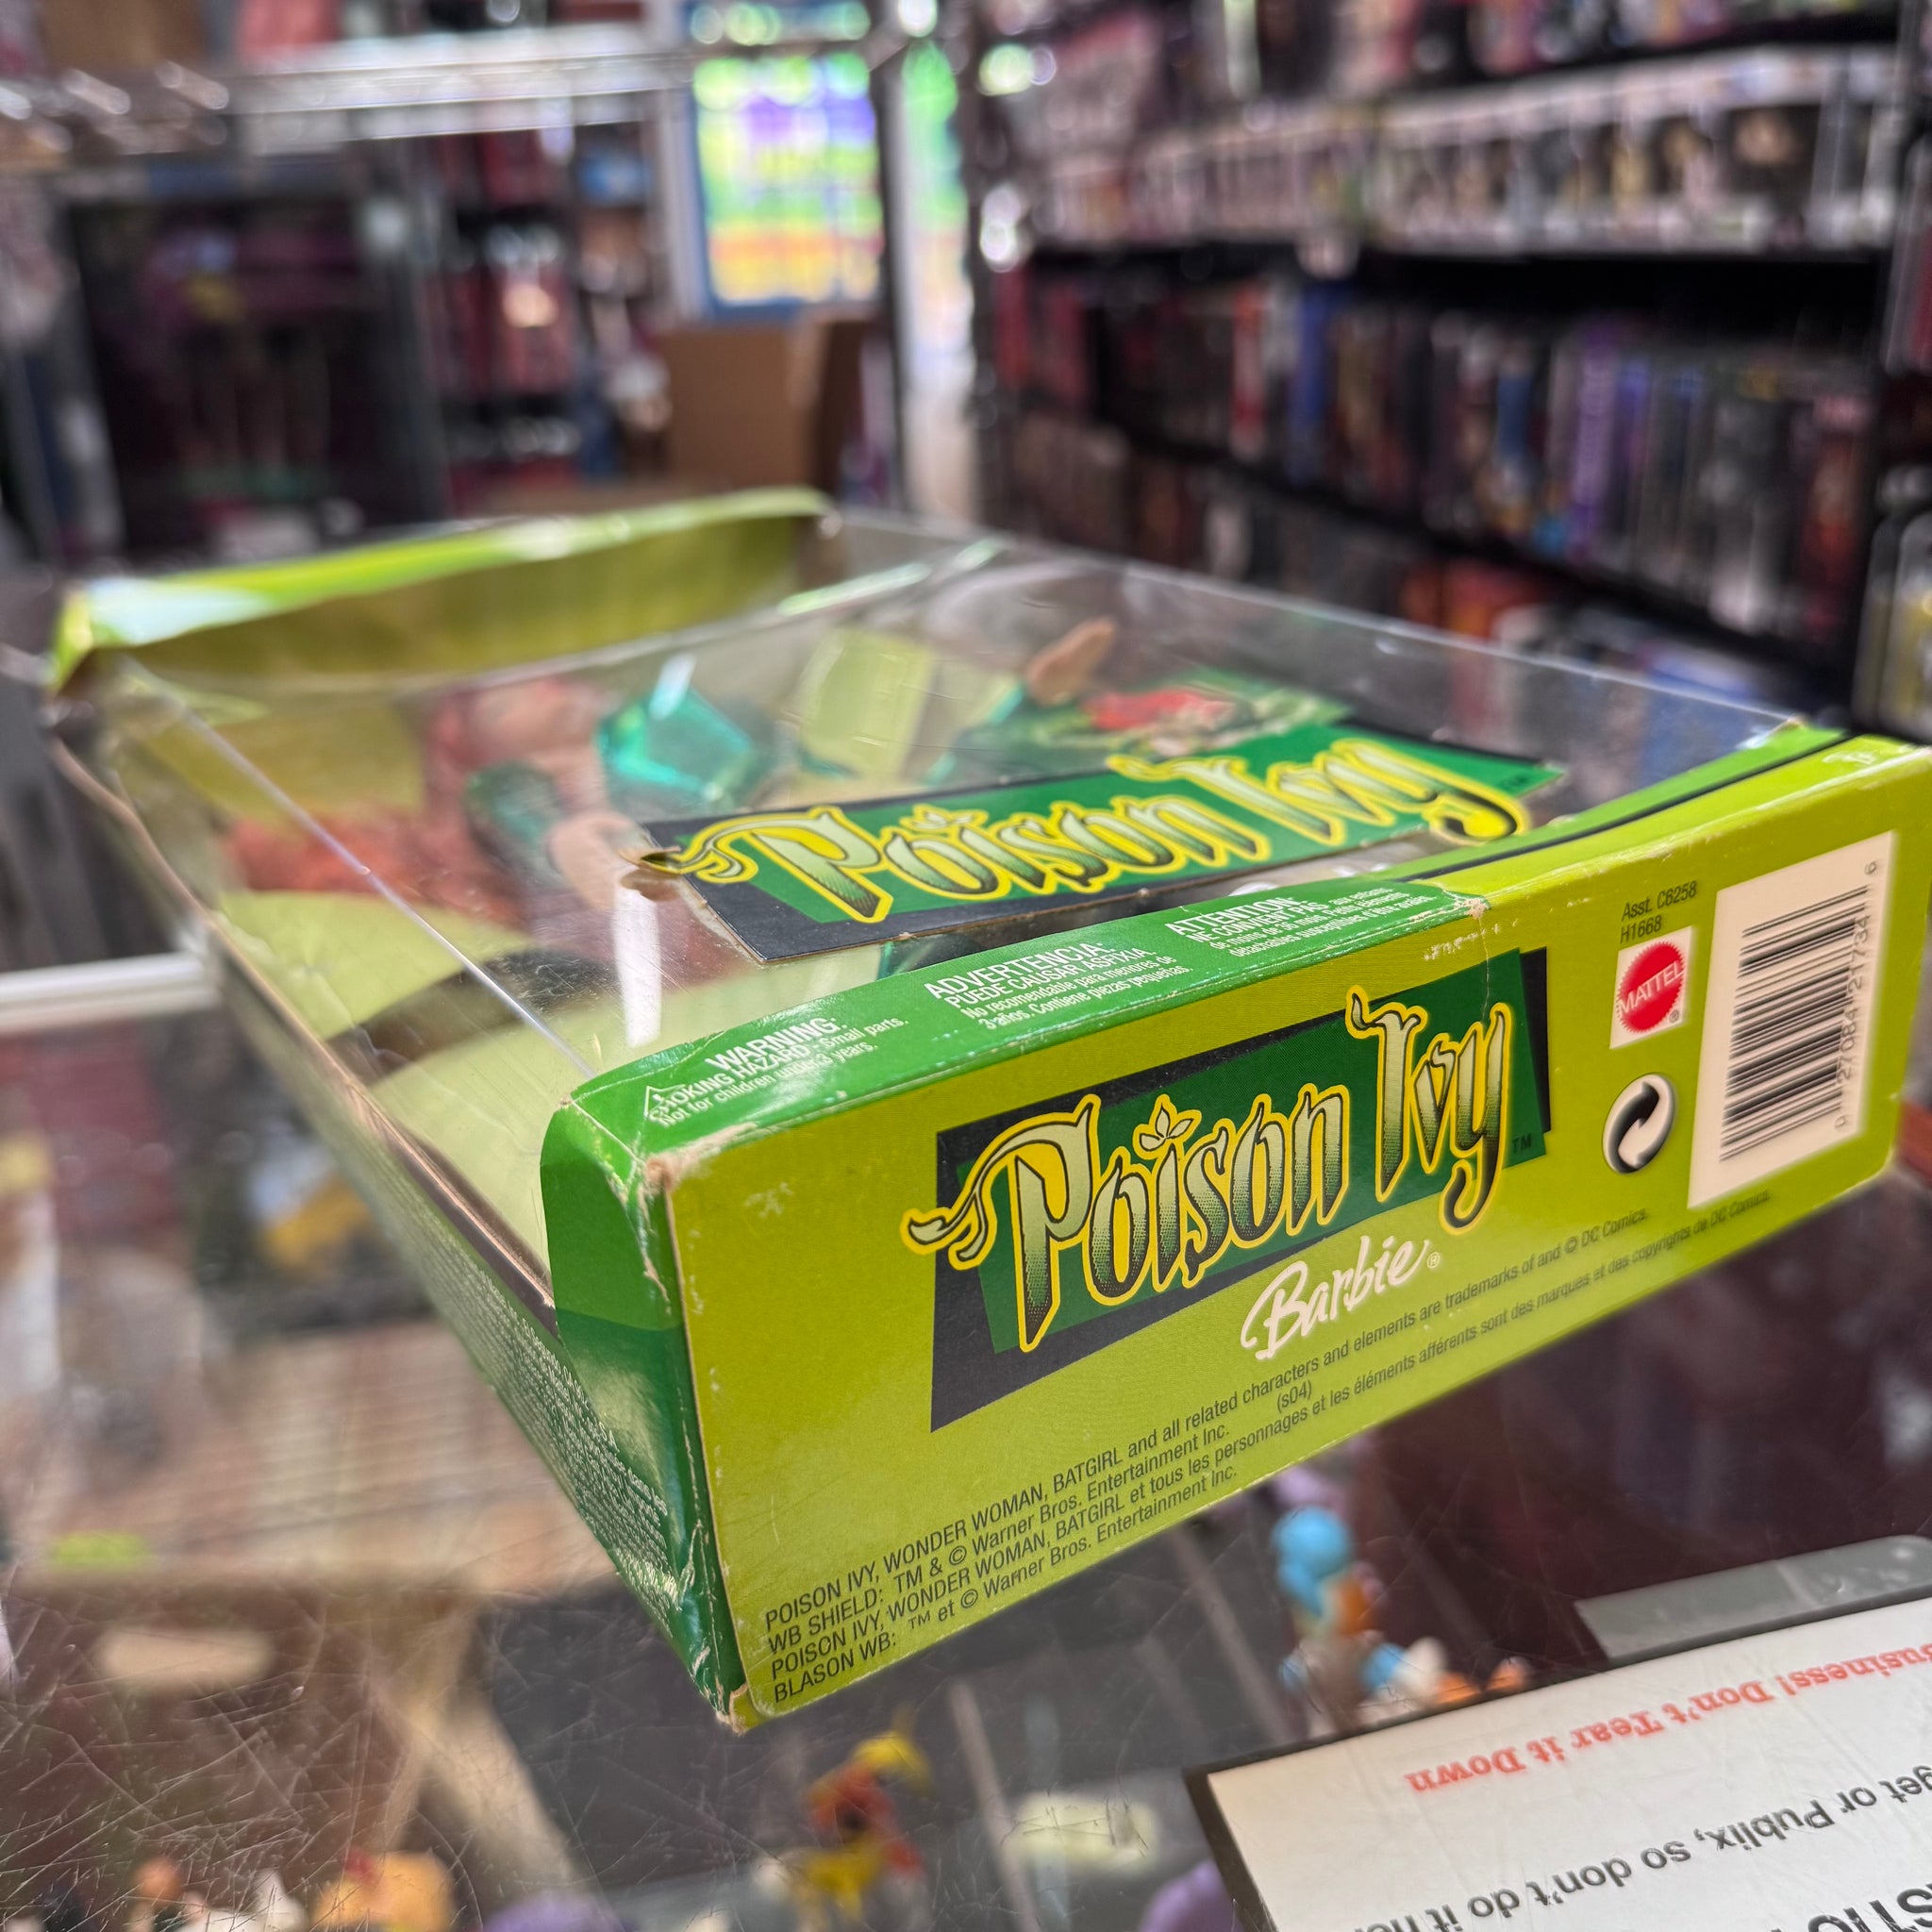 Poison Ivy
WARNING:
CHOKING HAZARD - Small parts.
Not for children under 3 years.
ADVERTENCIA:
PUEDE CAUSAR ASFIXIA.
No recomendable para menores de
3 años. Contiene piezas pequeñas.
ATTENTION:
Asst. C6258
H1668
MATTEL
®
Poison Ivy
TM
Barbie®
0 27084 21734 6
POISON IVY, WONDER WOMAN, BATGIRL and all related characters and elements are trademarks of and © DC Comics.
WB SHIELD: TM & © Warner Bros. Entertainment Inc.
(s04)
POISON IVY, WONDER WOMAN, BATGIRL et tous les personnages et les éléments afférents sont des marques et des copyrights de DC Comics.
BLASON WB: ™ et © Warner Bros. Entertainment Inc.
Business! Don't Tear it Down
get or Publix, so don't do it